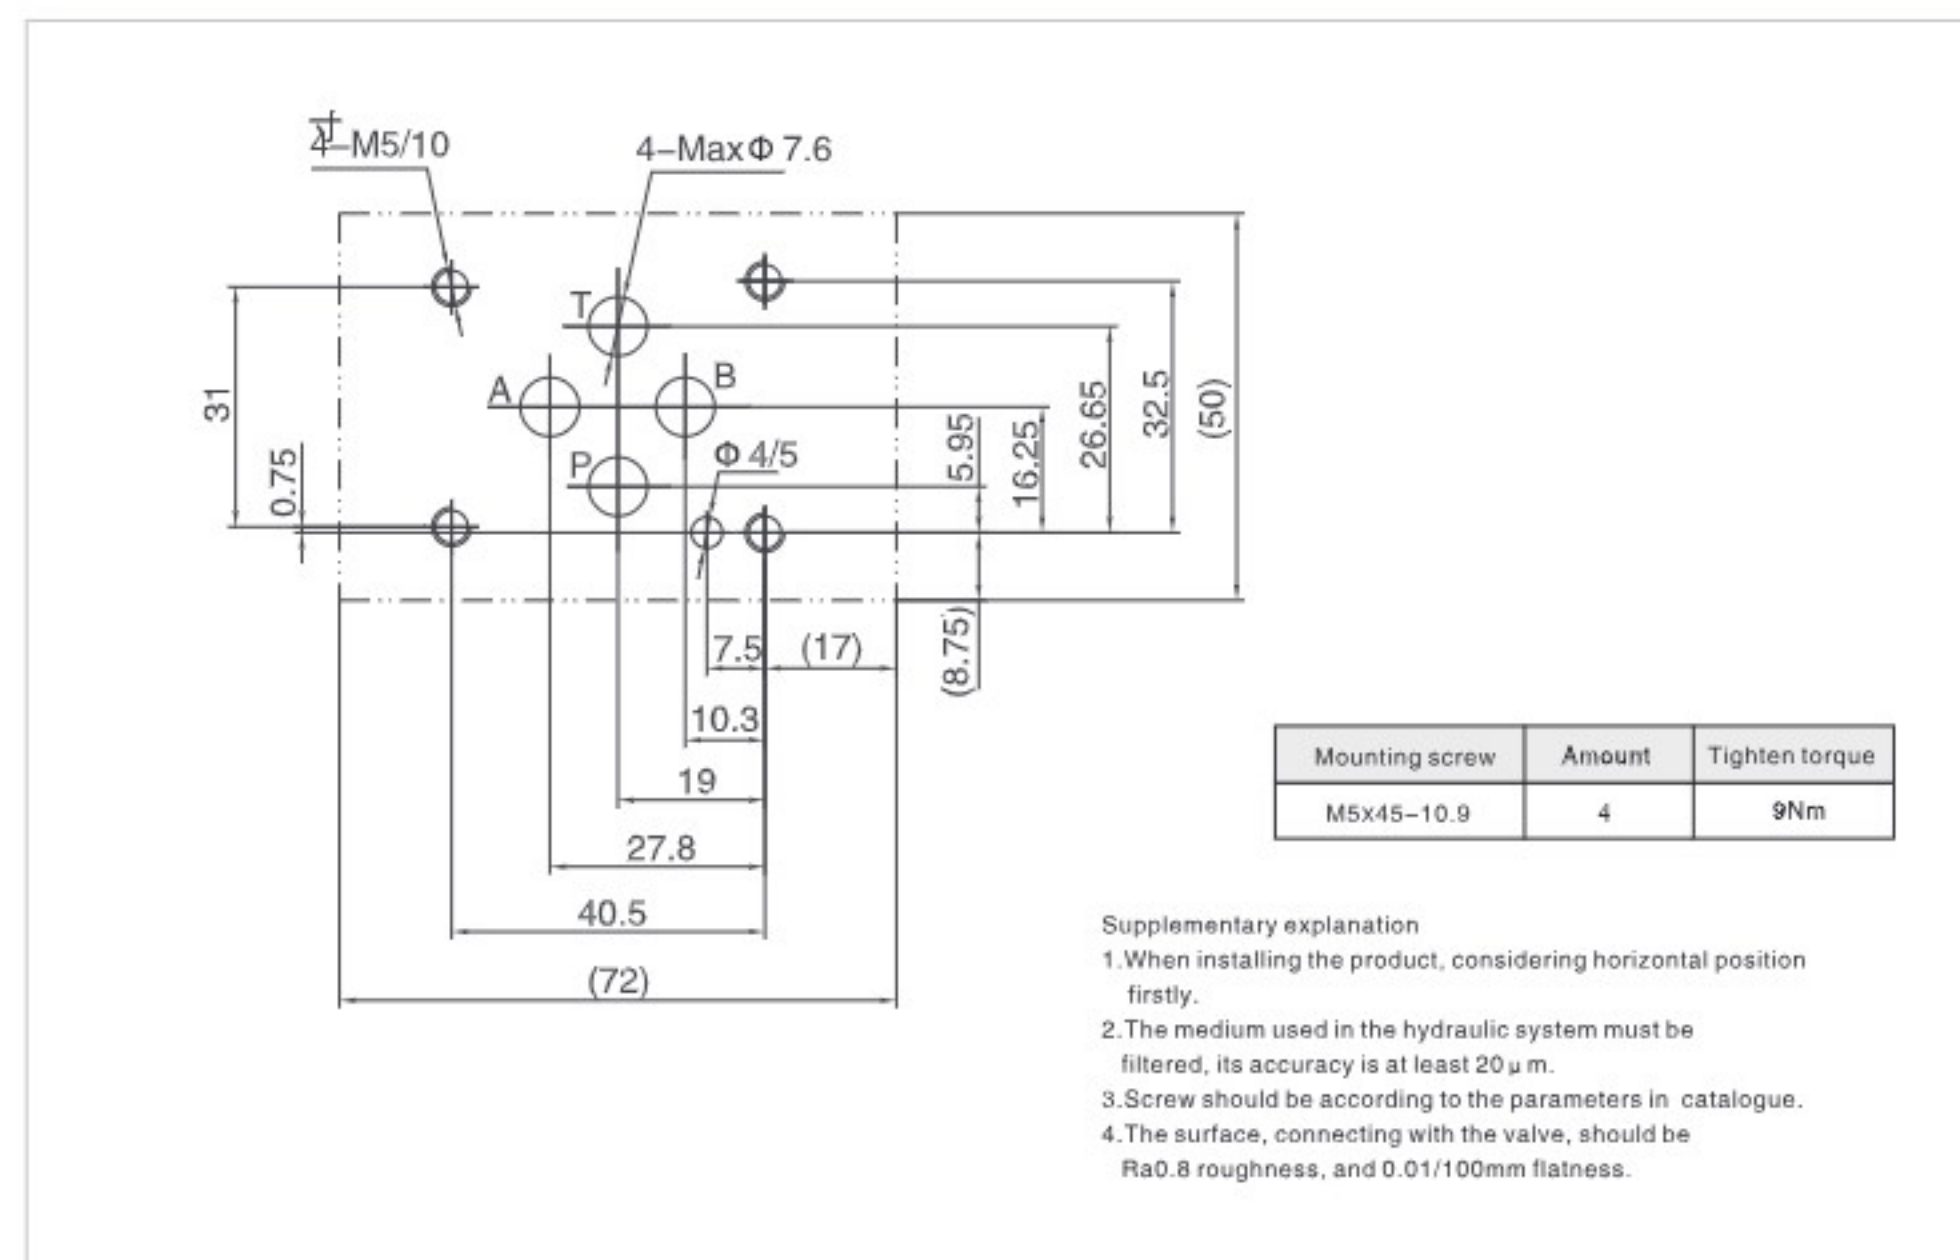 寸
4-M5/10
4-MaxΦ 7.6
T
A
B
P
Φ 4/5
31
0.75
5.95
16.25
26.65
32.5
(50)
(8.75)
7.5
(17)
10.3
19
27.8
40.5
(72)
Mounting screw Amount Tighten torque
M5x45-10.9 4 9Nm
Supplementary explanation
1.When installing the product, considering horizontal position
firstly.
2.The medium used in the hydraulic system must be
filtered, its accuracy is at least 20 μ m.
3.Screw should be according to the parameters in catalogue.
4.The surface, connecting with the valve, should be
Ra0.8 roughness, and 0.01/100mm flatness.